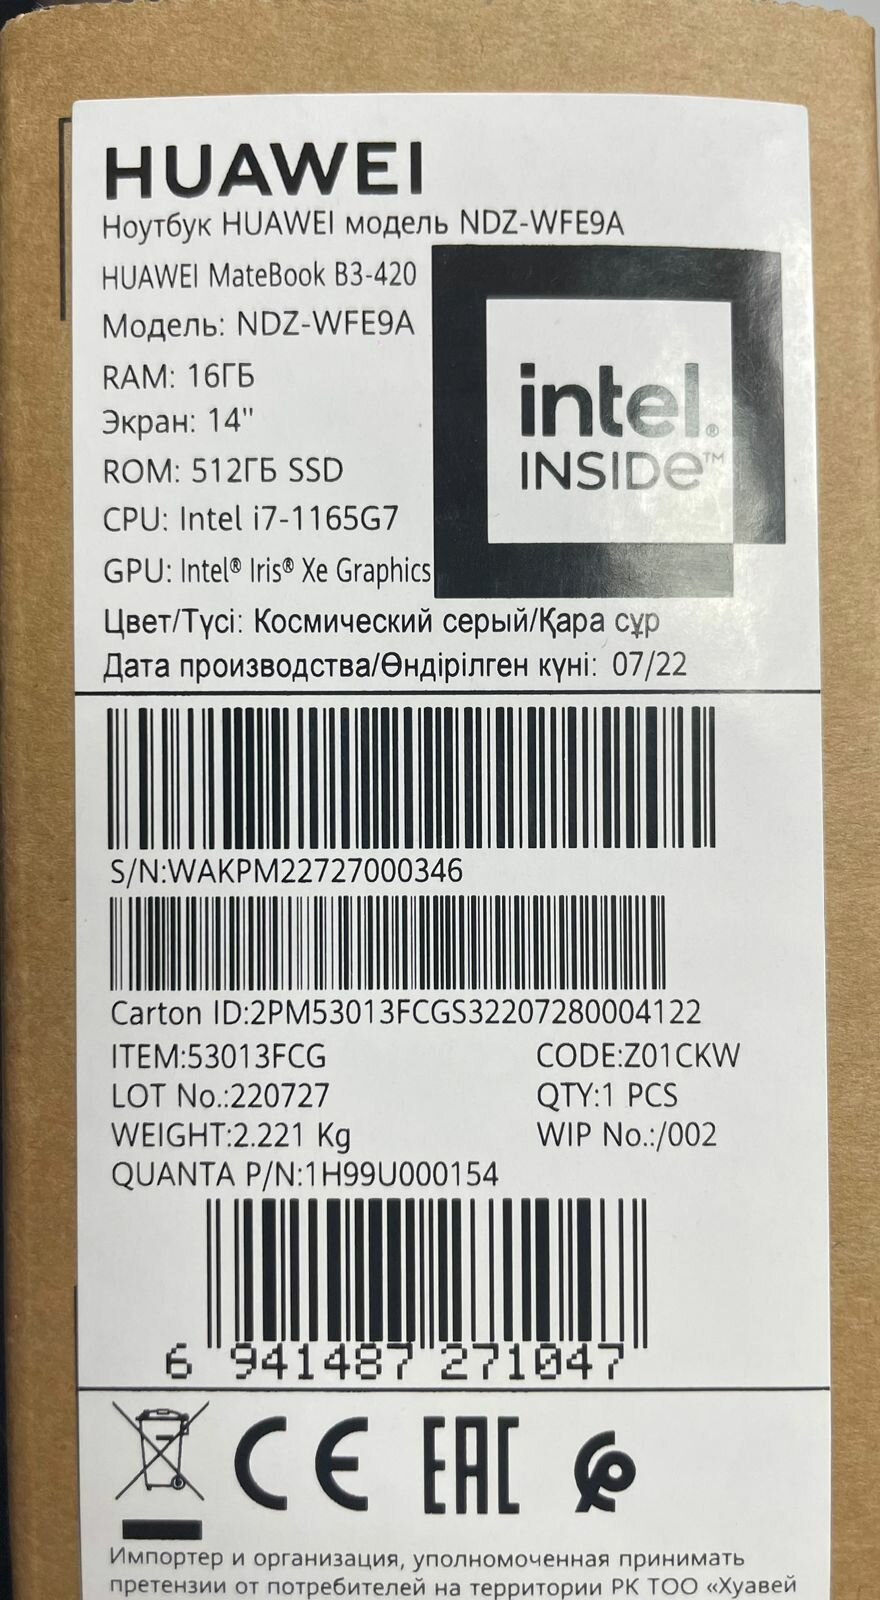 HUAWEI
Ноутбук HUAWEI модель NDZ-WFE9A
HUAWEI MateBook B3-420
Модель: NDZ-WFE9A
RAM: 16ГБ
Экран: 14"
ROM: 512ГБ SSD
CPU: Intel i7-1165G7
GPU: Intel® Iris® Xe Graphics
intel®
INSIDe™
Цвет/Түсі: Космический серый/Қара сұр
Дата производства/Өндірілген күні: 07/22
S/N:WAKPM22727000346
Carton ID:2PM53013FCGS32207280004122
ITEM:53013FCG CODE:Z01CKW
LOT No.:220727 QTY:1 PCS
WEIGHT:2.221 Kg WIP No.:/002
QUANTA P/N:1H99U000154
6 941487 271047
CE EAC
Импортер и организация, уполномоченная принимать
претензии от потребителей на территории РК ТОО «Хуавей